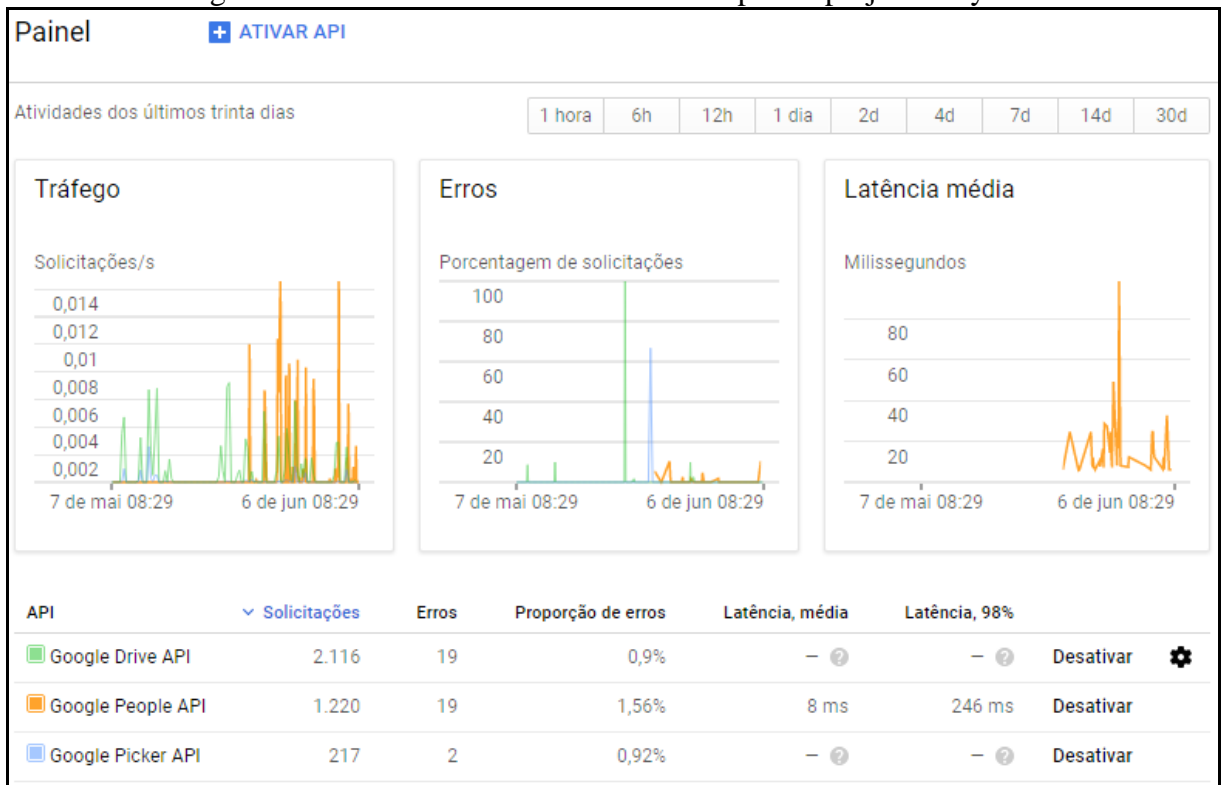 Painel
ATIVAR API
Atividades dos últimos trinta dias
1 hora 6h 12h 1 dia 2d 4d 7d 14d 30d
Tráfego
Solicitações/s
0,014
0,012
0,01
0,008
0,006
0,004
0,002
7 de mai 08:29 6 de jun 08:29
Erros
Porcentagem de solicitações
100
80
60
40
20
7 de mai 08:29 6 de jun 08:29
Latência média
Milissegundos
80
60
40
20
7 de mai 08:29 6 de jun 08:29
API Solicitações Erros Proporção de erros Latência, média Latência, 98%
Google Drive API 2.116 19 0,9% – ? – ? Desativar
Google People API 1.220 19 1,56% 8 ms 246 ms Desativar
Google Picker API 217 2 0,92% – ? – ? Desativar